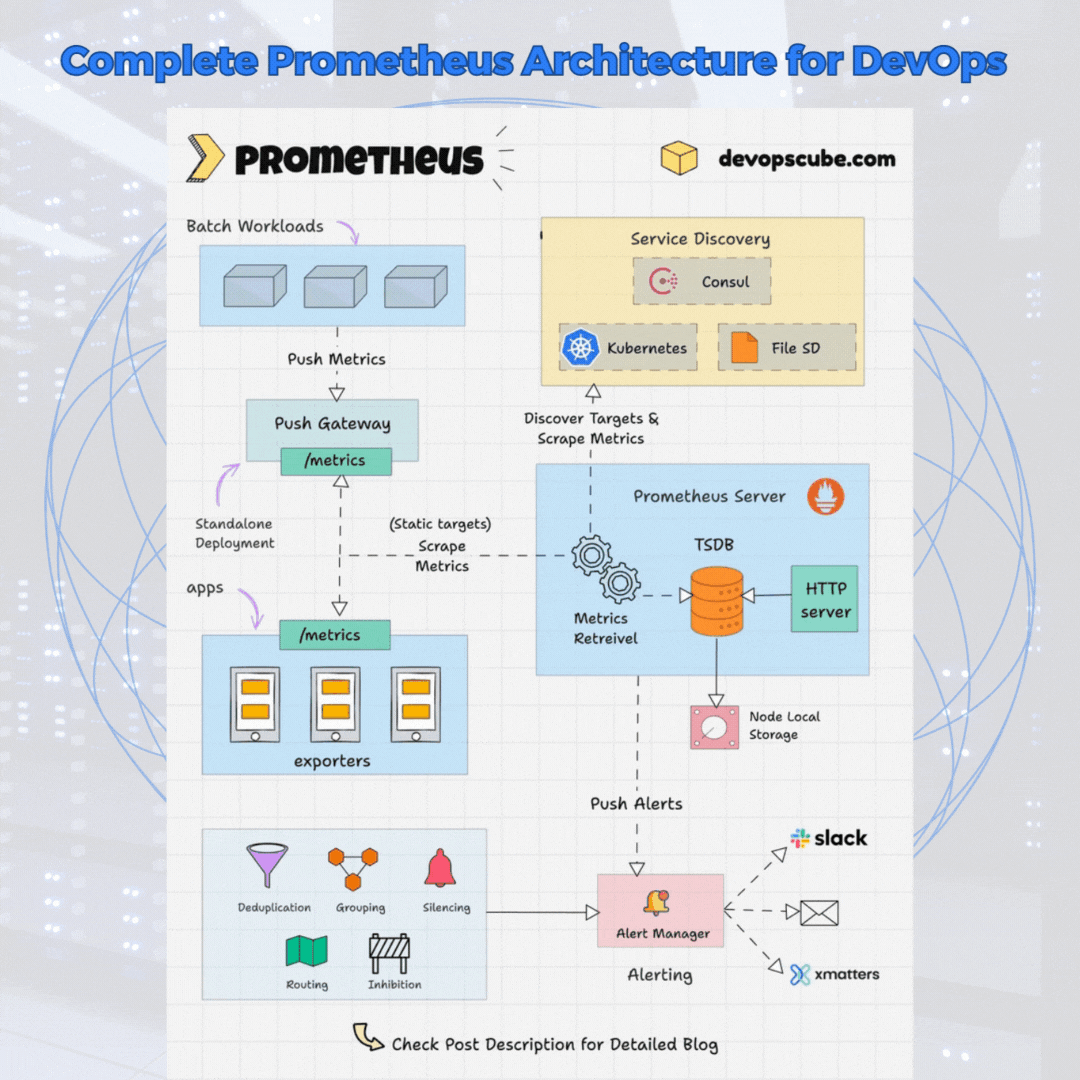 Complete Prometheus Architecture for DevOps
PROMETHEUS
devopscube.com
Batch Workloads
Push Metrics
Push Gateway
/metrics
Standalone
Deployment
(Static targets)
Scrape
Metrics
apps
/metrics
exporters
Service Discovery
Consul
Kubernetes
File SD
Discover Targets &
Scrape Metrics
Prometheus Server
TSDB
HTTP
server
Metrics
Retreivel
Node Local
Storage
Push Alerts
Deduplication
Grouping
Silencing
Routing
Inhibition
Alert Manager
Alerting
slack
xmatters
Check Post Description for Detailed Blog